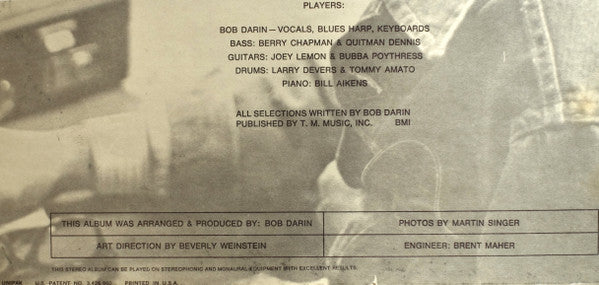 PLAYERS:
BOB DARIN — VOCALS, BLUES HARP, KEYBOARDS
BASS: BERRY CHAPMAN & QUITMAN DENNIS
GUITARS: JOEY LEMON & BUBBA POYTHRESS
DRUMS: LARRY DEVERS & TOMMY AMATO
PIANO: BILL AIKENS
ALL SELECTIONS WRITTEN BY BOB DARIN
PUBLISHED BY T. M. MUSIC, INC. BMI
THIS ALBUM WAS ARRANGED & PRODUCED BY: BOB DARIN
PHOTOS BY MARTIN SINGER
ART DIRECTION BY BEVERLY WEINSTEIN
ENGINEER: BRENT MAHER
THIS STEREO ALBUM CAN BE PLAYED ON STEREOPHONIC AND MONAURAL EQUIPMENT WITH EXCELLENT RESULTS.
UNIPAK U.S. PATENT NO. PRINTED IN U.S.A.